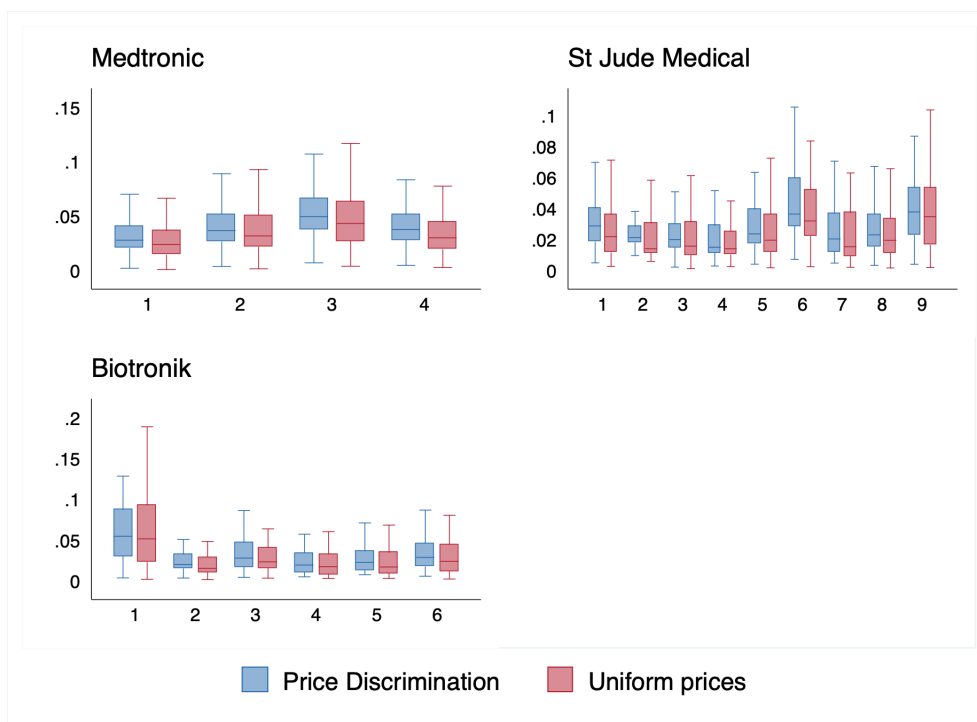 Medtronic
.15
.1
.05
0
1 2 3 4
St Jude Medical
.1
.08
.06
.04
.02
0
1 2 3 4 5 6 7 8 9
Biotronik
.2
.15
.1
.05
0
1 2 3 4 5 6
Price Discrimination Uniform prices